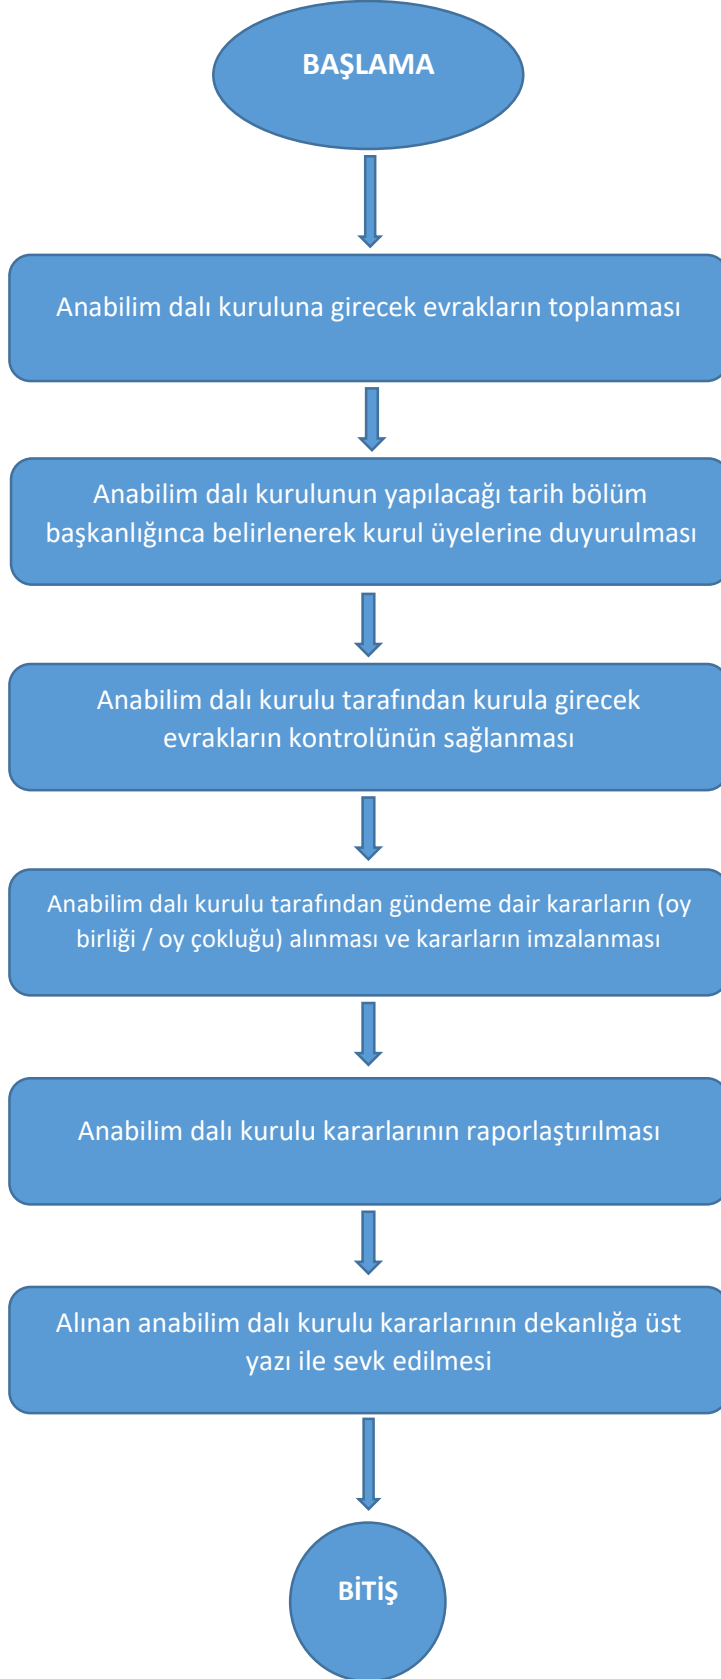 BAŞLAMA
Anabilim dalı kuruluna girecek evrakların toplanması
Anabilim dalı kurulunun yapılacağı tarih bölüm
başkanlığınca belirlenerek kurul üyelerine duyurulması
Anabilim dalı kurulu tarafından kurula girecek
evrakların kontrolünün sağlanması
Anabilim dalı kurulu tarafından gündeme dair kararların (oy
birliği / oy çokluğu) alınması ve kararların imzalanması
Anabilim dalı kurulu kararlarının raporlaştırılması
Alınan anabilim dalı kurulu kararlarının dekanlığa üst
yazı ile sevk edilmesi
BİTİŞ